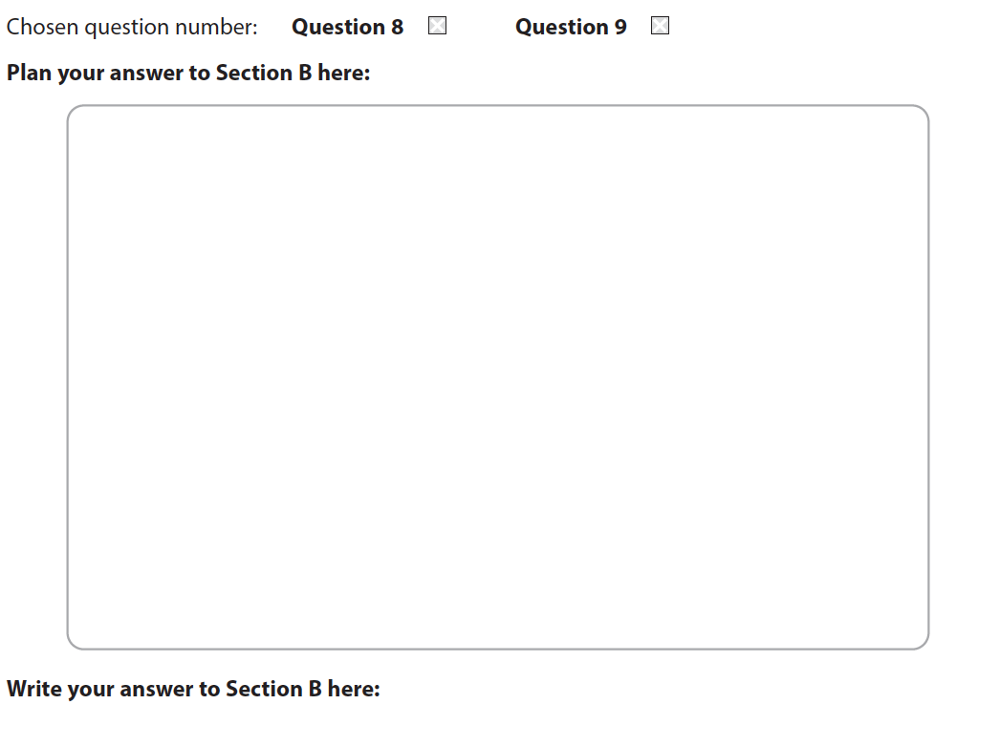 Chosen question number: Question 8 Question 9
Plan your answer to Section B here:
Write your answer to Section B here: